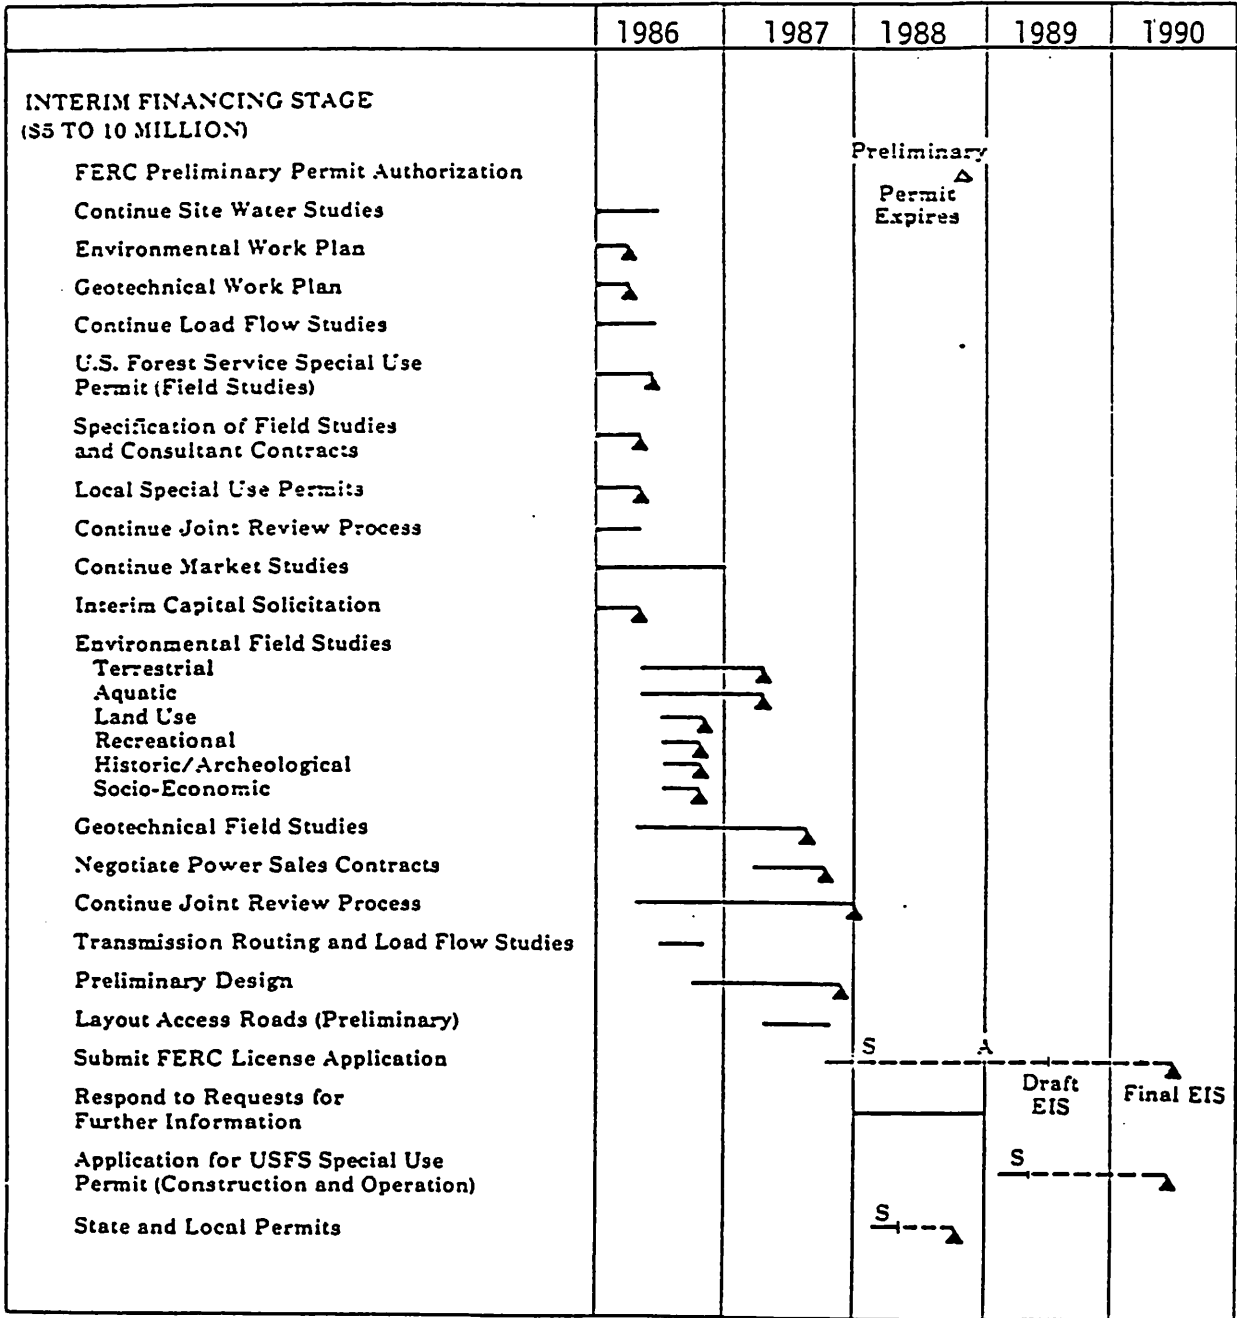 1986 1987 1988 1989 1990
INTERIM FINANCING STAGE
($5 TO 10 MILLION)
FERC Preliminary Permit Authorization
Preliminary
Permit
Expires
Continue Site Water Studies
Environmental Work Plan
Geotechnical Work Plan
Continue Load Flow Studies
U.S. Forest Service Special Use
Permit (Field Studies)
Specification of Field Studies
and Consultant Contracts
Local Special Use Permits
Continue Joint Review Process
Continue Market Studies
Interim Capital Solicitation
Environmental Field Studies
Terrestrial
Aquatic
Land Use
Recreational
Historic/Archeological
Socio-Economic
Geotechnical Field Studies
Negotiate Power Sales Contracts
Continue Joint Review Process
Transmission Routing and Load Flow Studies
Preliminary Design
Layout Access Roads (Preliminary)
Submit FERC License Application
S A
Draft
EIS
Final EIS
Respond to Requests for
Further Information
Application for USFS Special Use
Permit (Construction and Operation)
S
State and Local Permits
S